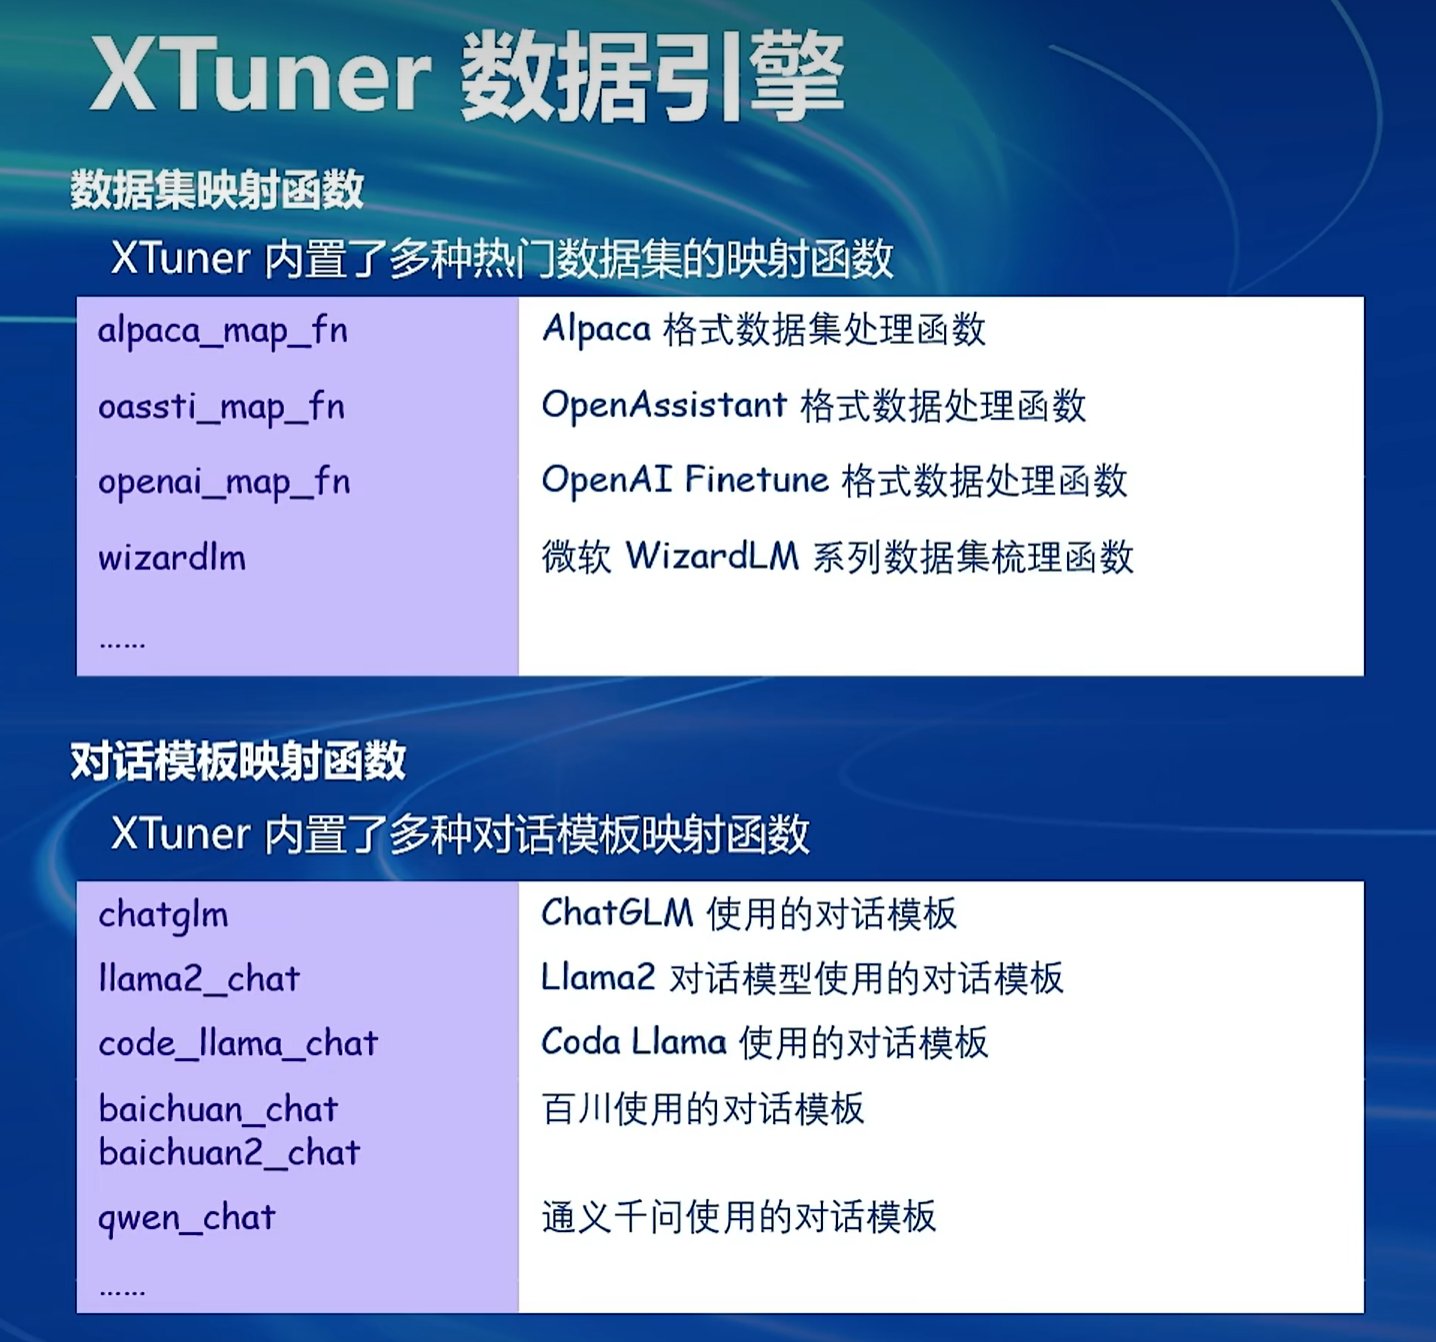 XTuner 数据引擎
数据集映射函数
XTuner 内置了多种热门数据集的映射函数
alpaca_map_fn Alpaca 格式数据集处理函数
oassti_map_fn OpenAssistant 格式数据处理函数
openai_map_fn OpenAI Finetune 格式数据处理函数
wizardlm 微软 WizardLM 系列数据集梳理函数
……
对话模板映射函数
XTuner 内置了多种对话模板映射函数
chatglm ChatGLM 使用的对话模板
llama2_chat Llama2 对话模型使用的对话模板
code_llama_chat Coda Llama 使用的对话模板
baichuan_chat 百川使用的对话模板
baichuan2_chat
qwen_chat 通义千问使用的对话模板
……